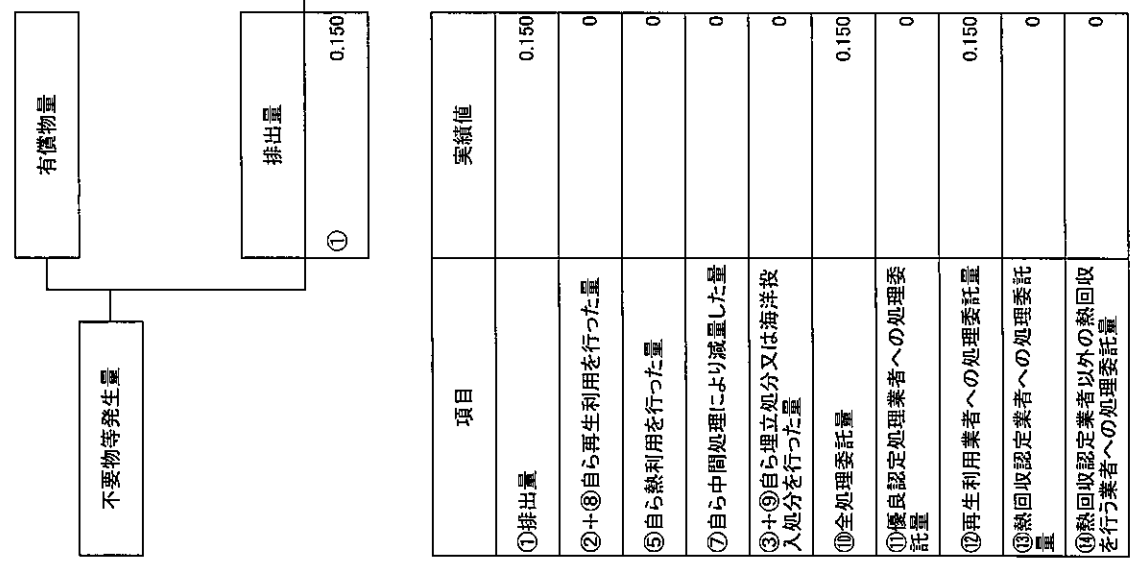 不要物等発生量
有償物量
排出量
① 0.150
項目 実績値
①排出量 0.150
②+⑧自ら再生利用を行った量 0
⑤自ら熱利用を行った量 0
⑦自ら中間処理により減量した量 0
③+⑨自ら埋立処分又は海洋投
入処分を行った量 0
⑩全処理委託量 0.150
⑪優良認定処理業者への処理委
託量 0
⑫再生利用業者への処理委託量 0.150
⑬熱回収認定業者への処理委託
量 0
⑭熱回収認定業者以外の熱回収
を行う業者への処理委託量 0